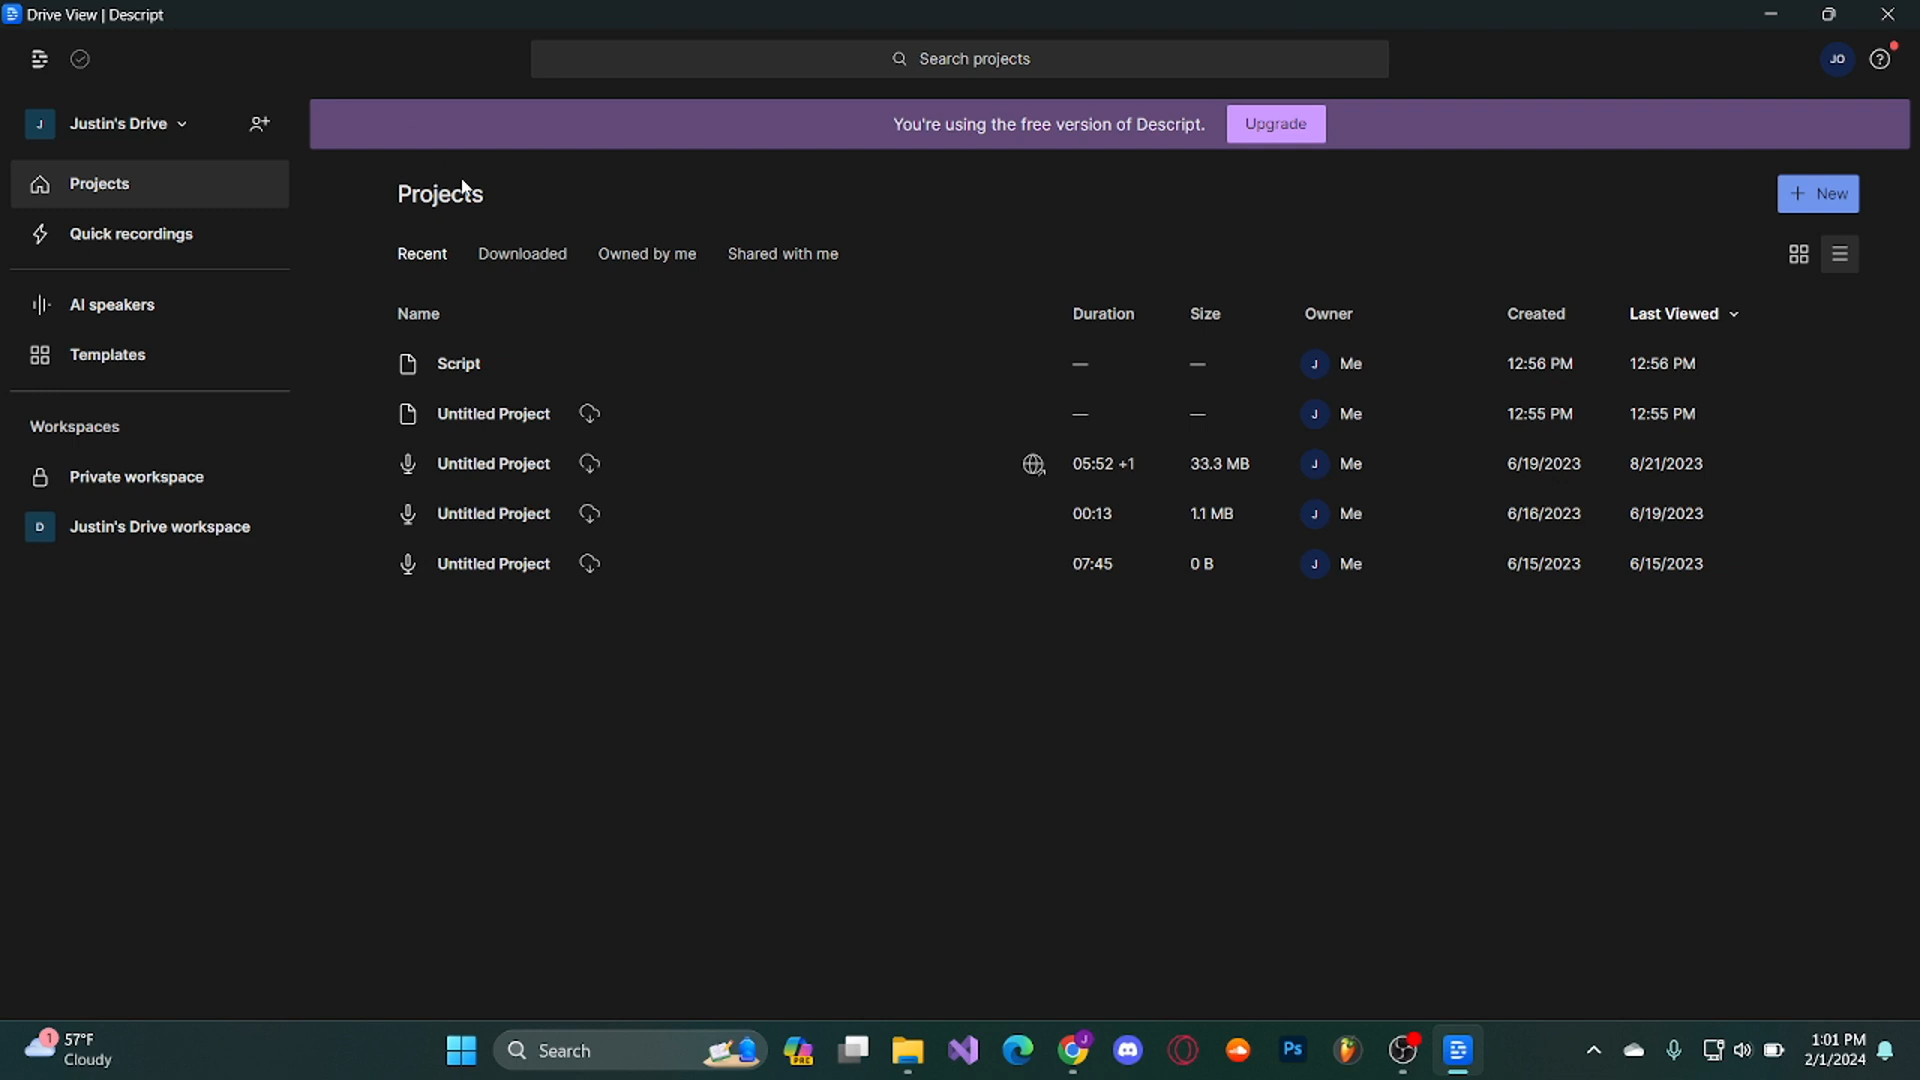 Drive View | Descript
Search projects
JO
J Justin's Drive
You're using the free version of Descript. Upgrade
Projects
Quick recordings
AI speakers
Templates
Workspaces
Private workspace
D Justin's Drive workspace
Projects
+ New
Recent Downloaded Owned by me Shared with me
Name Duration Size Owner Created Last Viewed
Script — — J Me 12:56 PM 12:56 PM
Untitled Project — — J Me 12:55 PM 12:55 PM
Untitled Project 05:52 +1 33.3 MB J Me 6/19/2023 8/21/2023
Untitled Project 00:13 1.1 MB J Me 6/16/2023 6/19/2023
Untitled Project 07:45 0 B J Me 6/15/2023 6/15/2023
1 57°F
Cloudy
Search
PRE
J
Ps
1:01 PM
2/1/2024